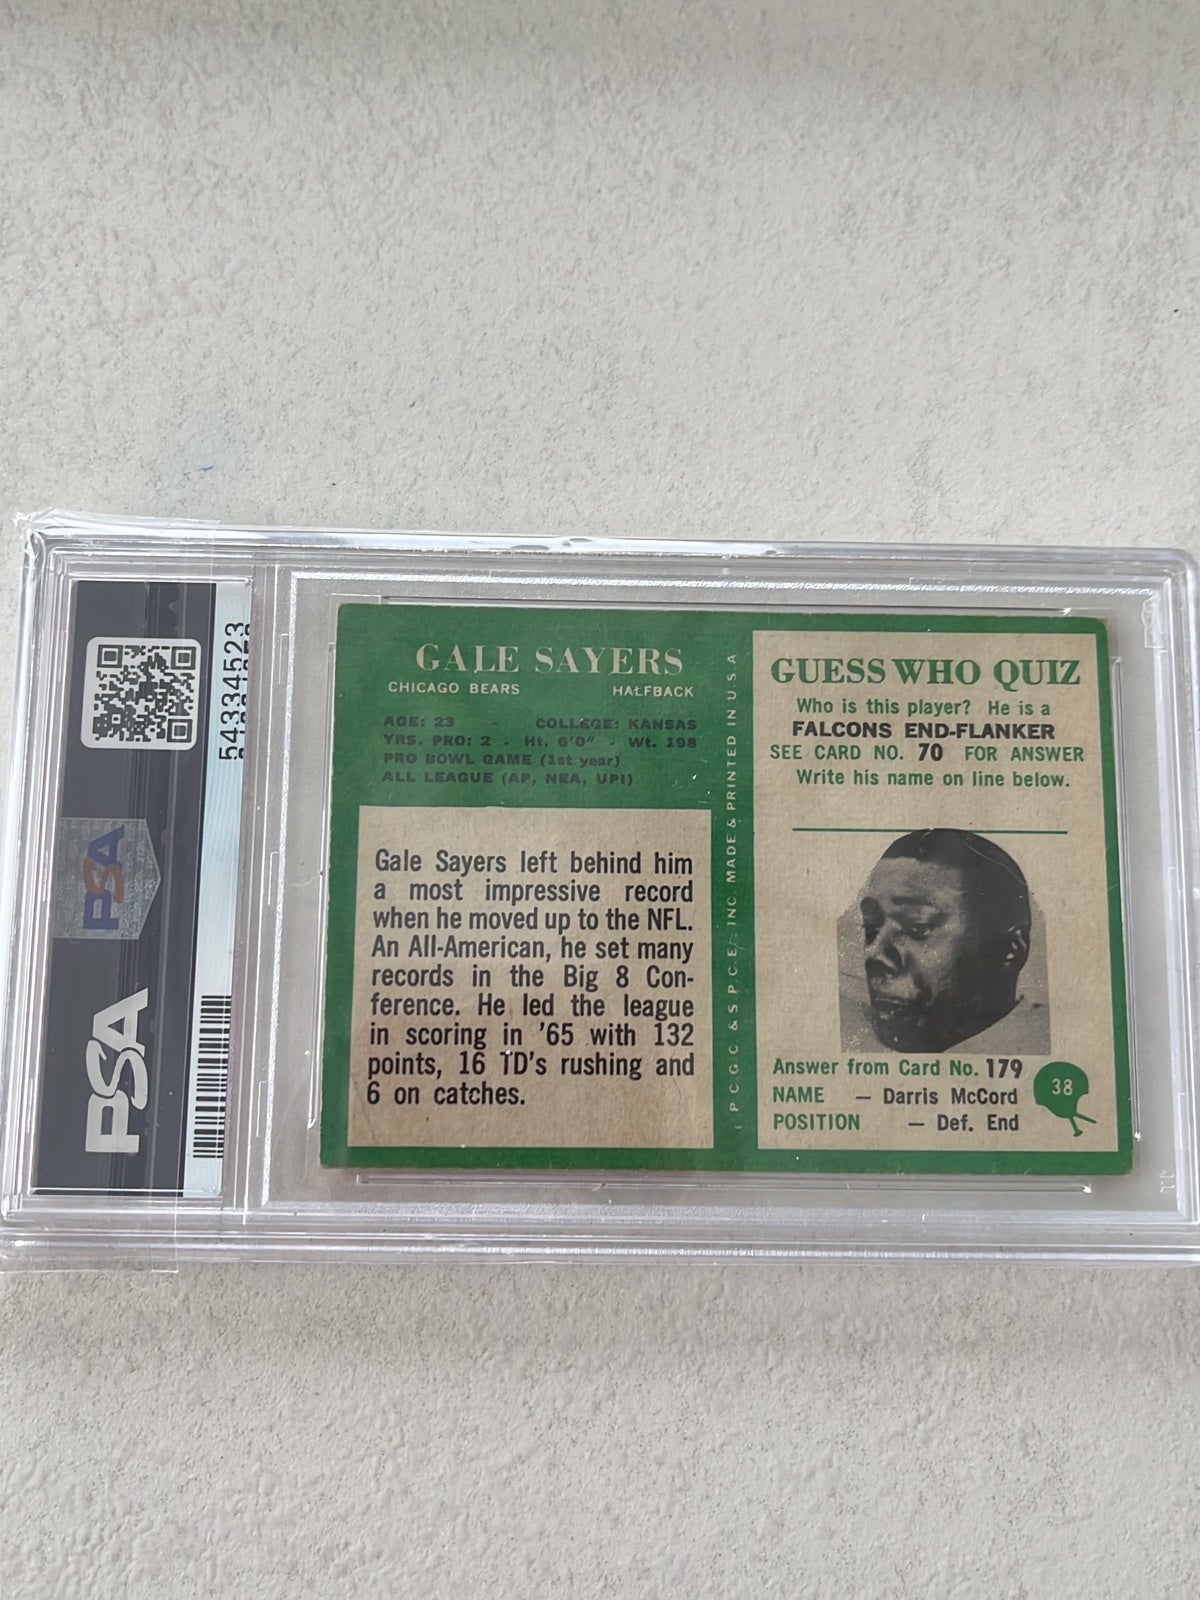 PSA
PSA
54334523
GALE SAYERS
CHICAGO BEARS HALFBACK
AGE: 23 - COLLEGE: KANSAS
YRS. PRO: 2 - Ht. 6'0" - Wt. 198
PRO BOWL GAME (1st year)
ALL LEAGUE (AP, NEA, UPI)
Gale Sayers left behind him
a most impressive record
when he moved up to the NFL.
An All-American, he set many
records in the Big 8 Con-
ference. He led the league
in scoring in '65 with 132
points, 16 TD's rushing and
6 on catches.
P.C.G.C. & S.P.C.E., INC. MADE & PRINTED IN U S A
GUESS WHO QUIZ
Who is this player? He is a
FALCONS END-FLANKER
SEE CARD NO. 70 FOR ANSWER
Write his name on line below.
Answer from Card No. 179
NAME — Darris McCord
POSITION — Def. End
38